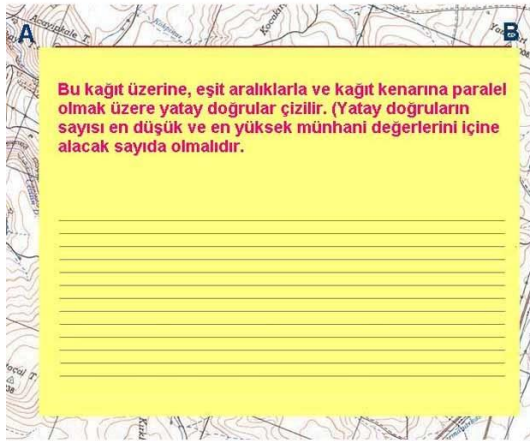 A
B
Bu kağıt üzerine, eşit aralıklarla ve kağıt kenarına paralel
olmak üzere yatay doğrular çizilir. (Yatay doğruların
sayısı en düşük ve en yüksek münhani değerlerini içine
alacak sayıda olmalıdır.